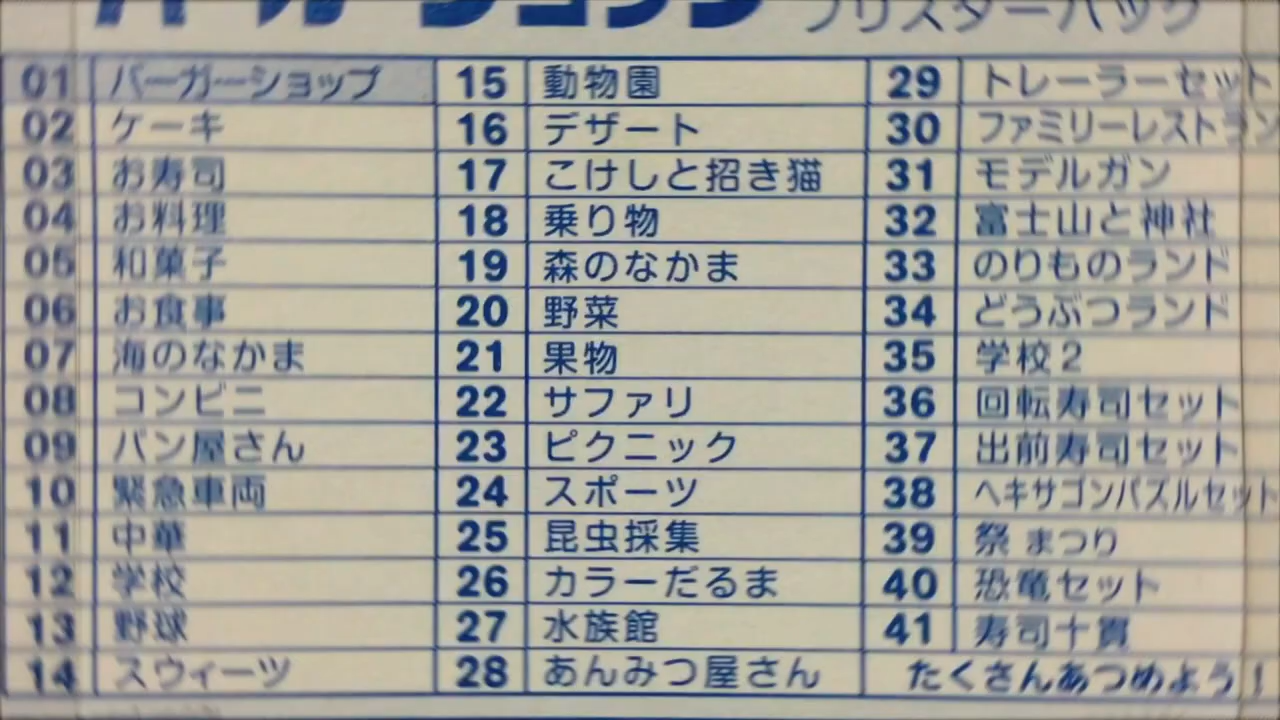 バーガーショップ ブリスターパック
01 バーガーショップ
02 ケーキ
03 お寿司
04 お料理
05 和菓子
06 お食事
07 海のなかま
08 コンビニ
09 パン屋さん
10 緊急車両
11 中華
12 学校
13 野球
14 スウィーツ
15 動物園
16 デザート
17 こけしと招き猫
18 乗り物
19 森のなかま
20 野菜
21 果物
22 サファリ
23 ピクニック
24 スポーツ
25 昆虫採集
26 カラーだるま
27 水族館
28 あんみつ屋さん
29 トレーラーセット
30 ファミリーレストラン
31 モデルガン
32 富士山と神社
33 のりものランド
34 どうぶつランド
35 学校2
36 回転寿司セット
37 出前寿司セット
38 ヘキサゴンパズルセット
39 祭 まつり
40 恐竜セット
41 寿司十貫
たくさんあつめよう!